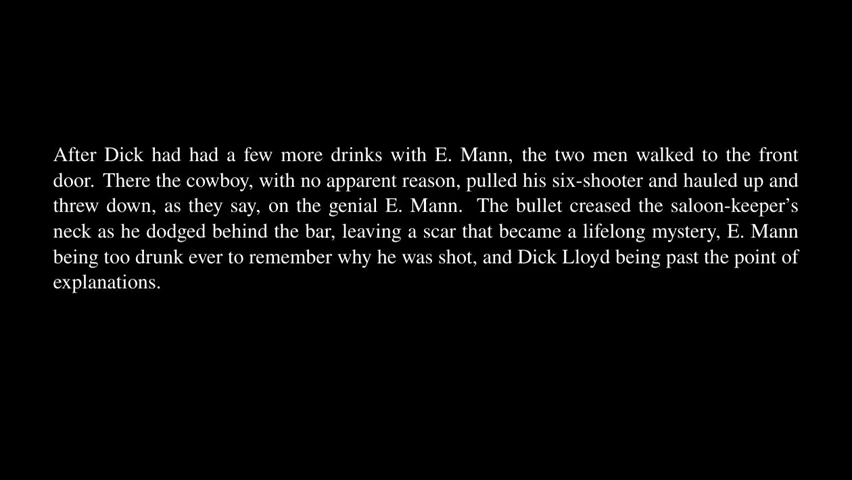 After Dick had had a few more drinks with E. Mann, the two men walked to the front
door. There the cowboy, with no apparent reason, pulled his six-shooter and hauled up and
threw down, as they say, on the genial E. Mann. The bullet creased the saloon-keeper's
neck as he dodged behind the bar, leaving a scar that became a lifelong mystery, E. Mann
being too drunk ever to remember why he was shot, and Dick Lloyd being past the point of
explanations.